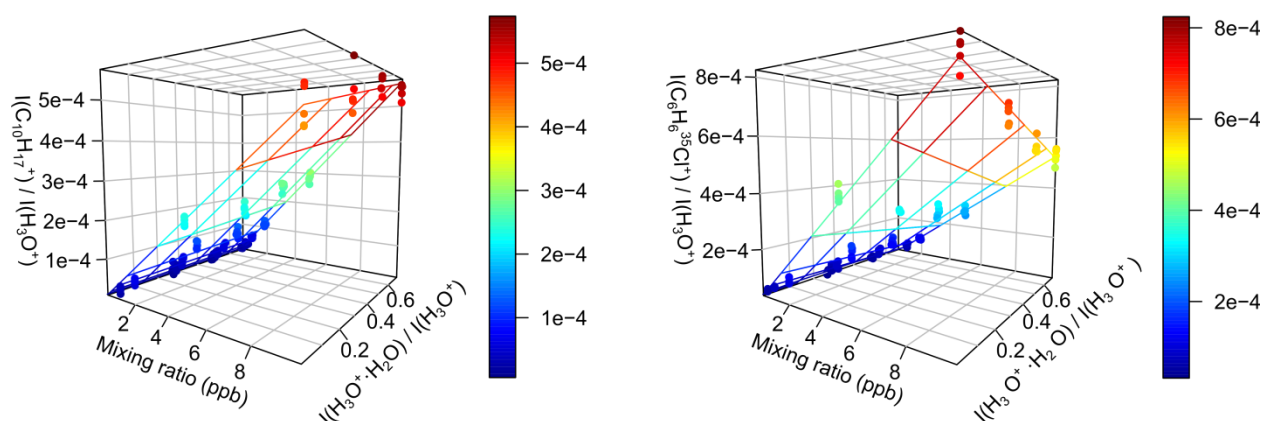 I(C₁₀H₁₇⁺) / I(H₃O⁺)
5e-4
4e-4
3e-4
2e-4
1e-4
2
4
6
8
Mixing ratio (ppb)
0.2
0.4
0.6
I(H₃O⁺·H₂O) / I(H₃O⁺)
5e-4
4e-4
3e-4
2e-4
1e-4
I(C₆H₆³⁵Cl⁺) / I(H₃O⁺)
8e-4
6e-4
4e-4
2e-4
2
4
6
8
Mixing ratio (ppb)
0.2
0.4
0.6
I(H₃O⁺·H₂O) / I(H₃O⁺)
8e-4
6e-4
4e-4
2e-4